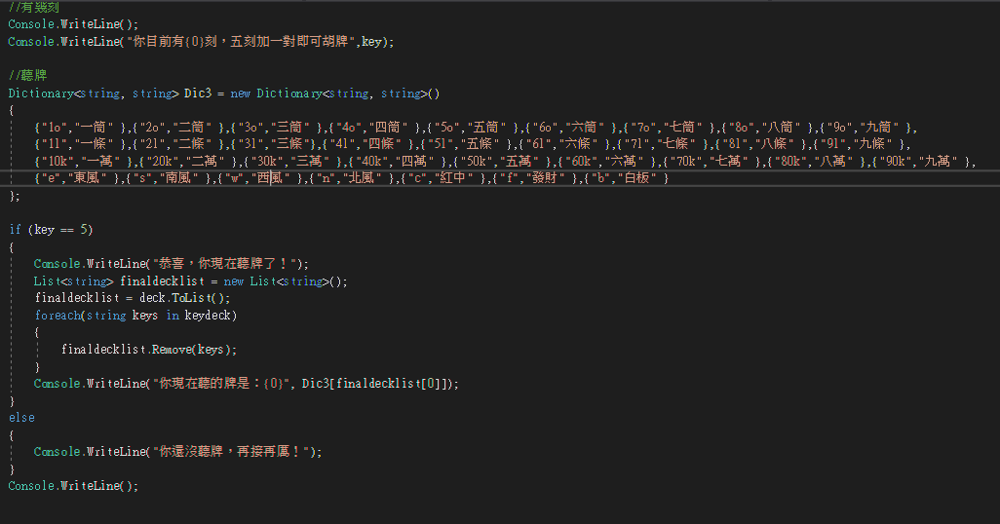 //有幾刻
Console.WriteLine();
Console.WriteLine("你目前有{0}刻，五刻加一對即可胡牌",key);
//聽牌
Dictionary<string, string> Dic3 = new Dictionary<string, string>()
{
{"1o","一筒" },{"2o","二筒" },{"3o","三筒" },{"4o","四筒" },{"5o","五筒" },{"6o","六筒" },{"7o","七筒" },{"8o","八筒" },{"9o","九筒" },
{"1l","一條" },{"2l","二條" },{"3l","三條"},{"4l","四條" },{"5l","五條" },{"6l","六條" },{"7l","七條" },{"8l","八條" },{"9l","九條" },
{"10k","一萬" },{"20k","二萬" },{"30k","三萬" },{"40k","四萬" },{"50k","五萬" },{"60k","六萬" },{"70k","七萬" },{"80k","八萬" },{"90k","九萬" },
{"e","東風" },{"s","南風" },{"w","西風" },{"n","北風" },{"c","紅中" },{"f","發財" },{"b","白板" }
};
if (key == 5)
{
Console.WriteLine("恭喜，你現在聽牌了！");
List<string> finaldecklist = new List<string>();
finaldecklist = deck.ToList();
foreach(string keys in keydeck)
{
finaldecklist.Remove(keys);
}
Console.WriteLine("你現在聽的牌是：{0}", Dic3[finaldecklist[0]]);
}
else
{
Console.WriteLine("你還沒聽牌，再接再厲！");
}
Console.WriteLine();